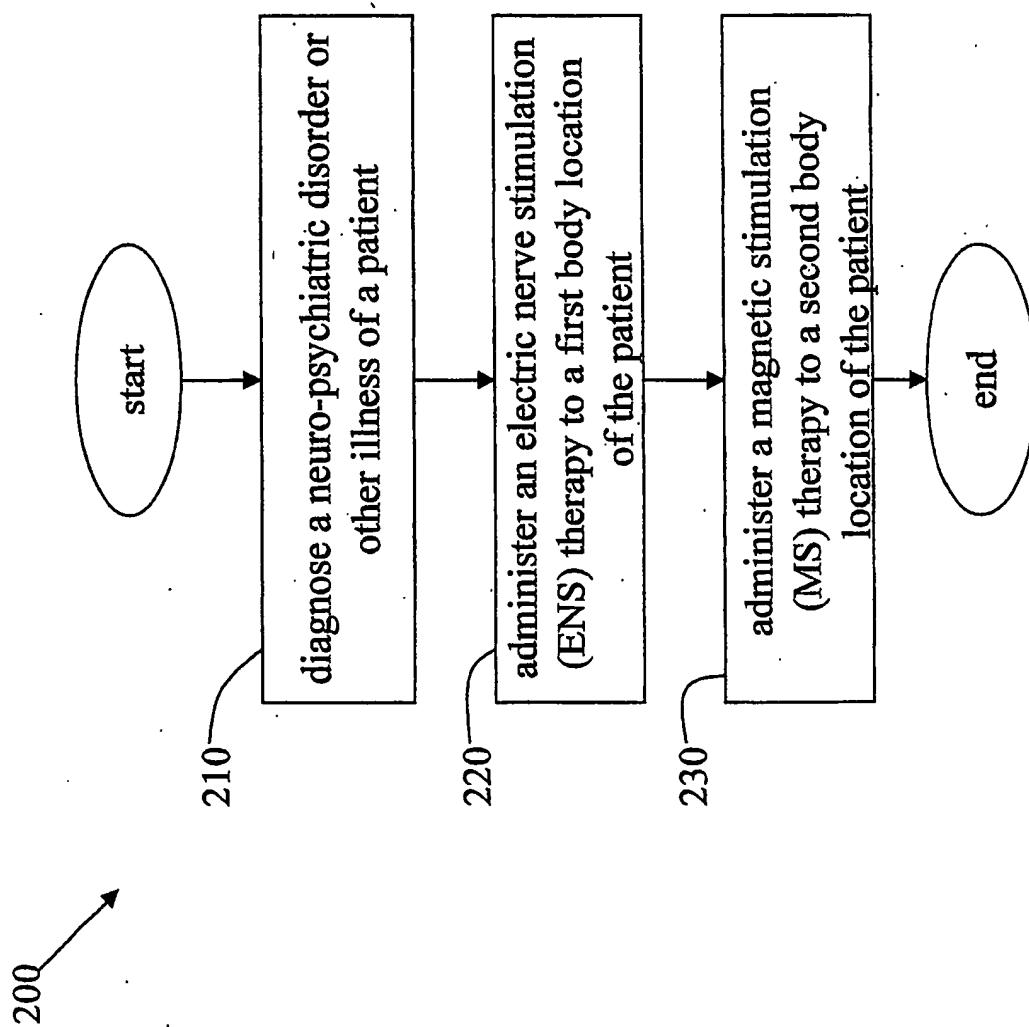 200
start
210
diagnose a neuro-psychiatric disorder or
other illness of a patient
220
administer an electric nerve stimulation
(ENS) therapy to a first body location
of the patient
230
administer a magnetic stimulation
(MS) therapy to a second body
location of the patient
end